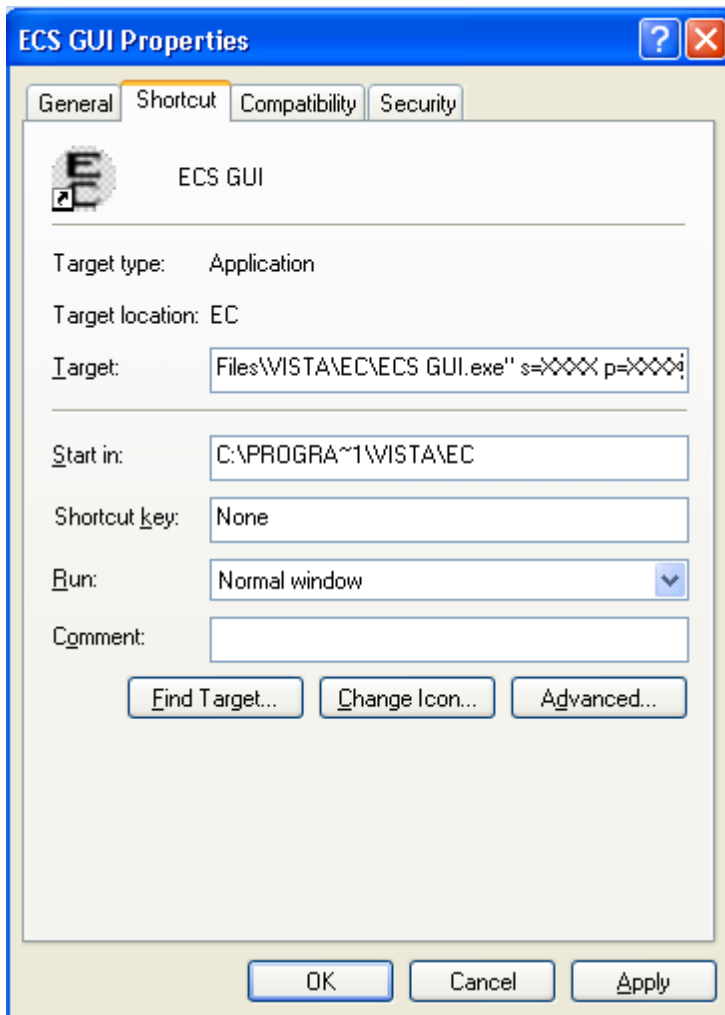 ECS GUI Properties
General Shortcut Compatibility Security
ECS GUI
Target type: Application
Target location: EC
Target: Files\VISTA\EC\ECS GUI.exe" s=XXXX p=XXXX
Start in: C:\PROGRA~1\VISTA\EC
Shortcut key: None
Run: Normal window
Comment:
Find Target... Change Icon... Advanced...
OK Cancel Apply